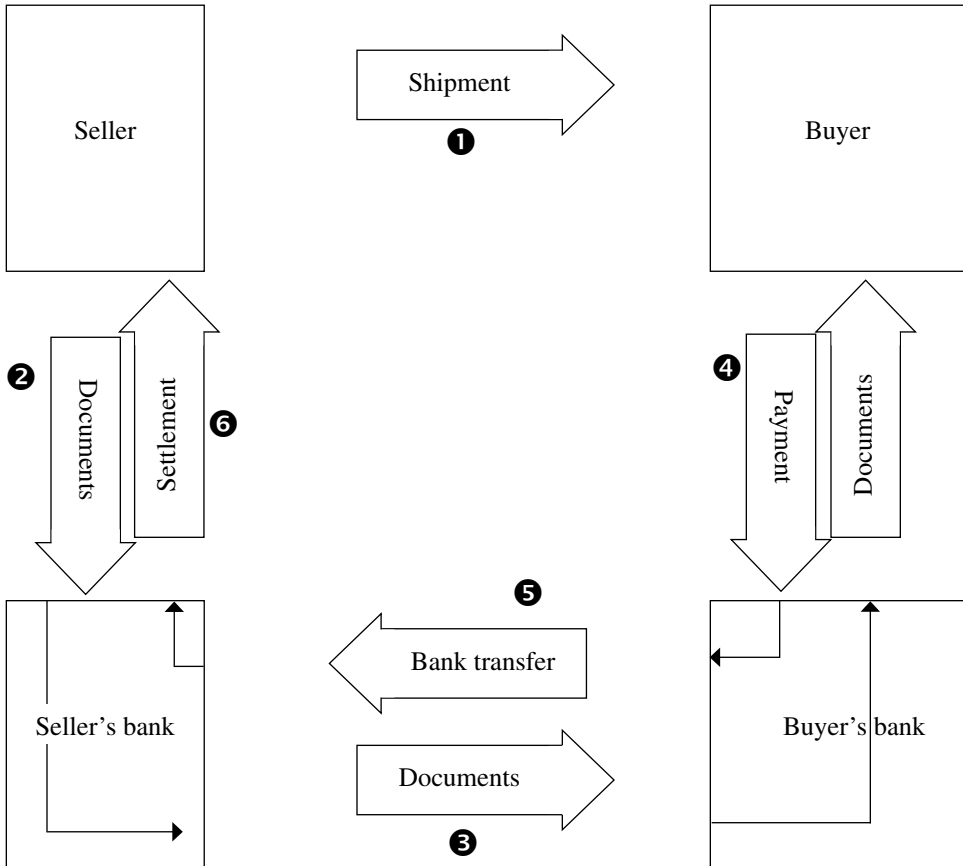 Seller
Shipment
❶
Buyer
❷
Documents
Settlement
❻
❹
Payment
Documents
❺
Bank transfer
Seller’s bank
Buyer’s bank
Documents
❸